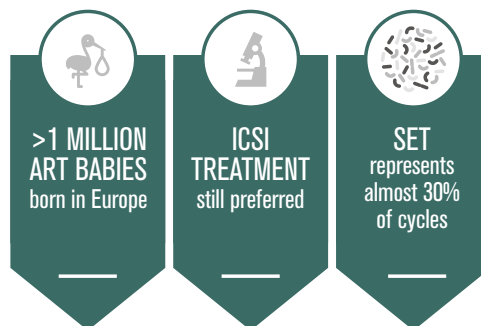 >1 MILLION
ART BABIES
born in Europe
ICSI
TREATMENT
still preferred
SET
represents
almost 30%
of cycles